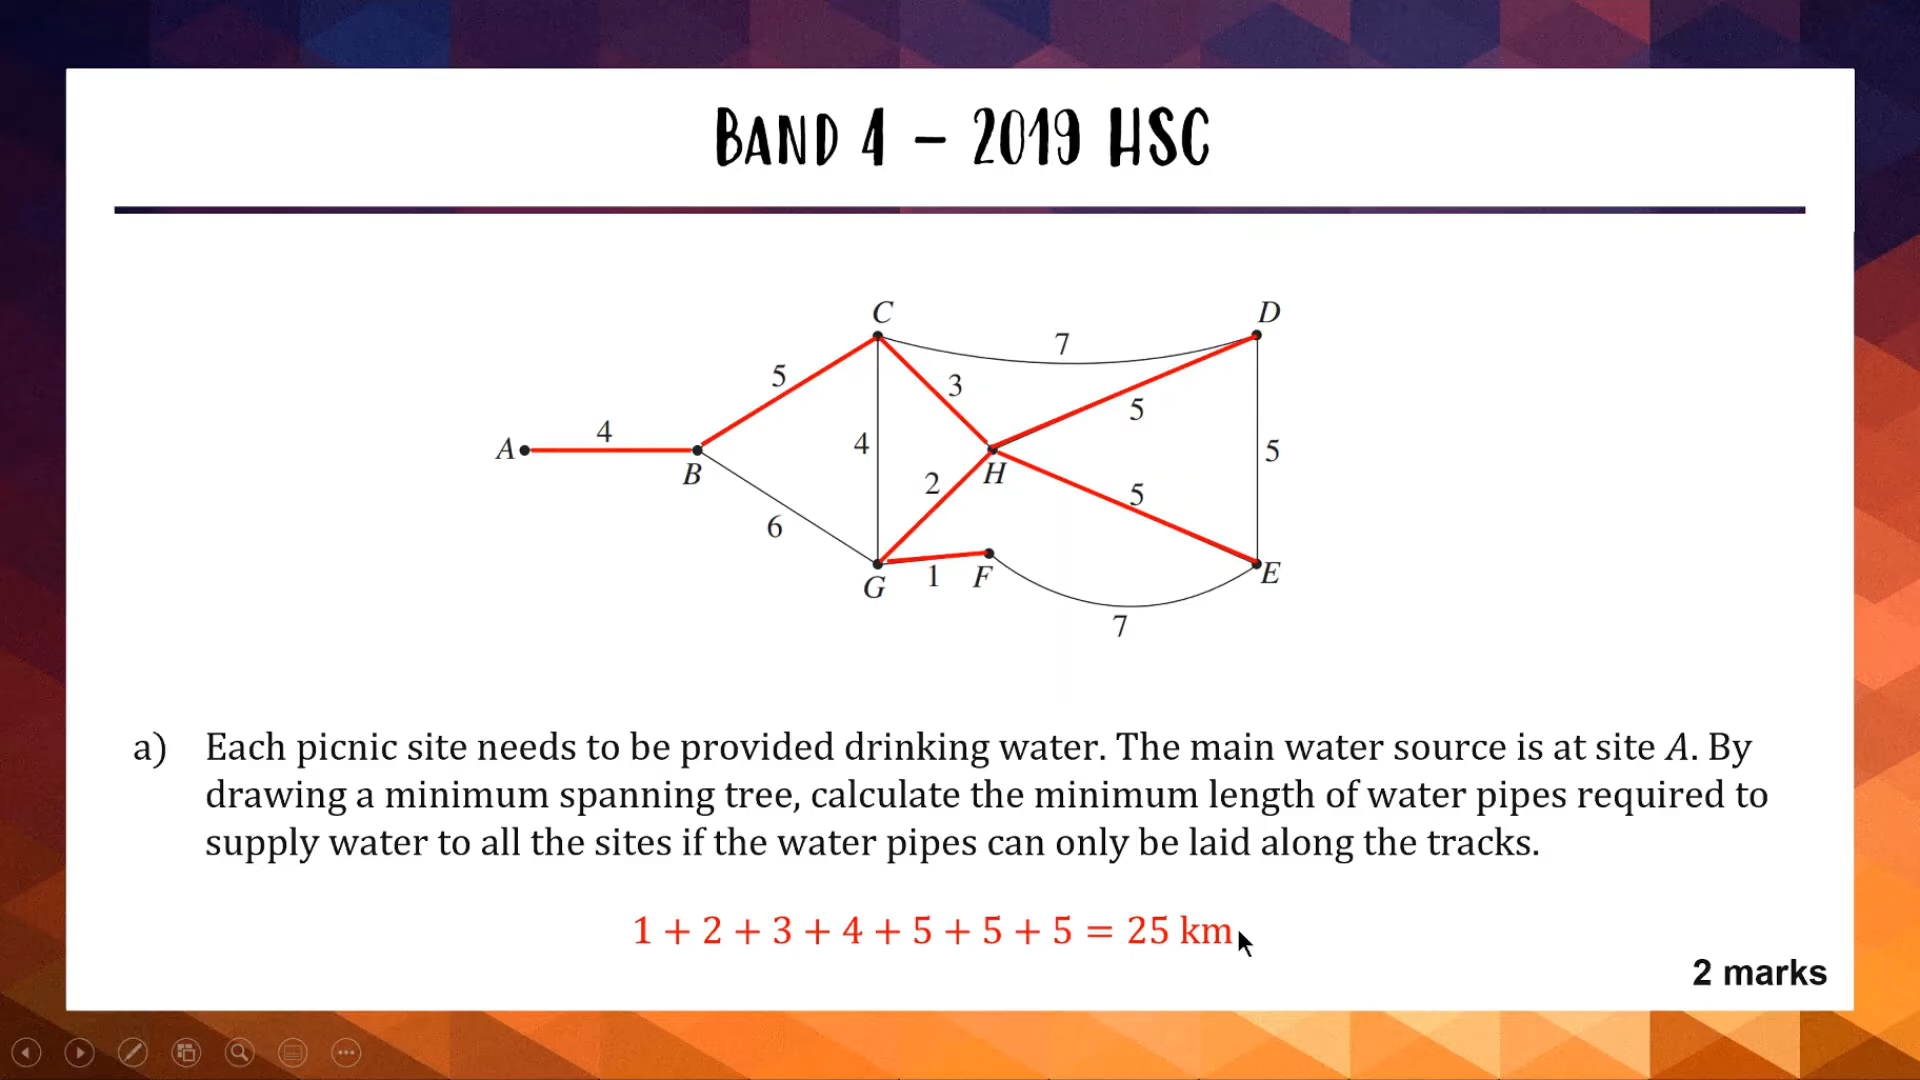 BAND 4 – 2019 HSC
C
D
7
5
3
5
A
4
B
4
H
5
2
5
6
G
1
F
E
7
a) Each picnic site needs to be provided drinking water. The main water source is at site A. By
drawing a minimum spanning tree, calculate the minimum length of water pipes required to
supply water to all the sites if the water pipes can only be laid along the tracks.
1 + 2 + 3 + 4 + 5 + 5 + 5 = 25 km
2 marks